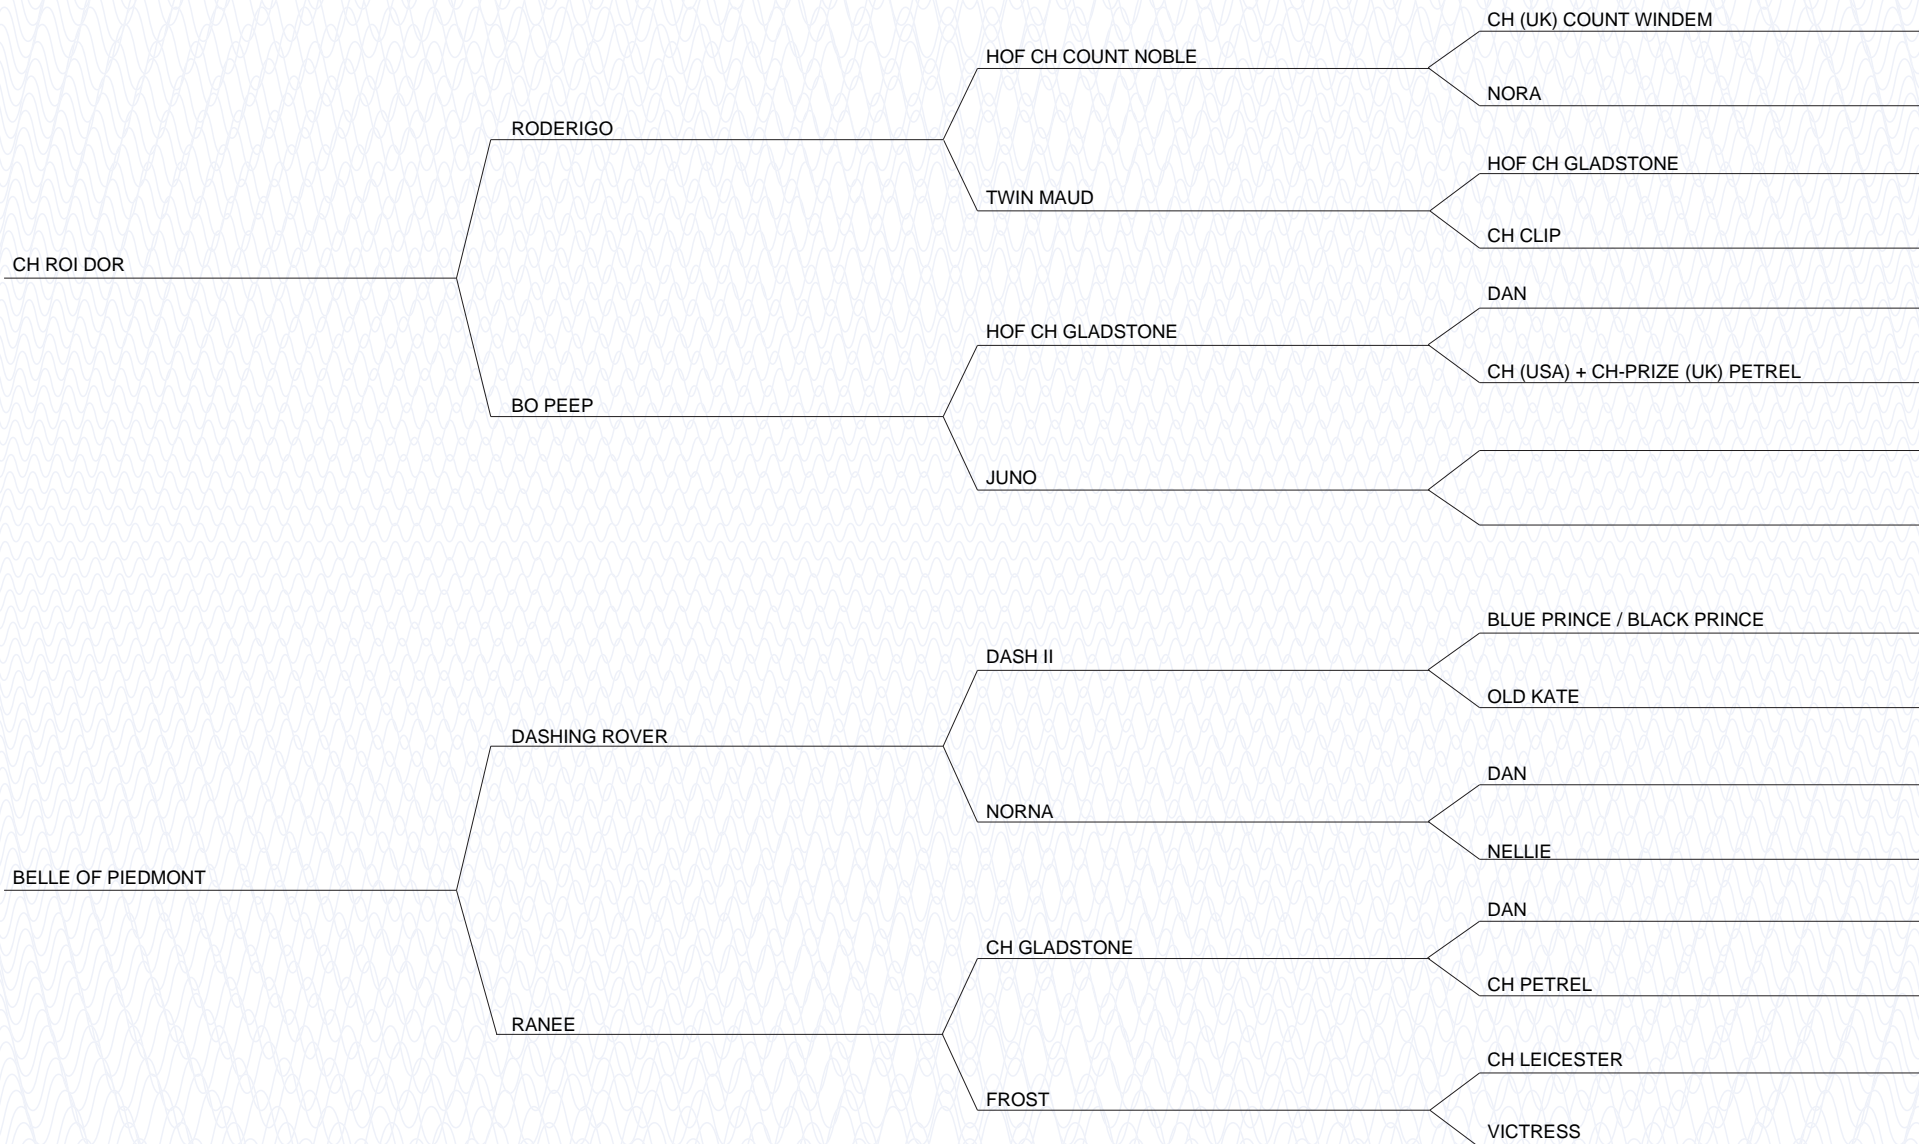 CH (UK) COUNT WINDEM
HOF CH COUNT NOBLE
NORA
RODERIGO
HOF CH GLADSTONE
TWIN MAUD
CH CLIP
CH ROI DOR
DAN
HOF CH GLADSTONE
CH (USA) + CH-PRIZE (UK) PETREL
BO PEEP
JUNO
BLUE PRINCE / BLACK PRINCE
DASH II
OLD KATE
DASHING ROVER
DAN
NORNA
NELLIE
BELLE OF PIEDMONT
DAN
CH GLADSTONE
CH PETREL
RANEE
CH LEICESTER
FROST
VICTRESS